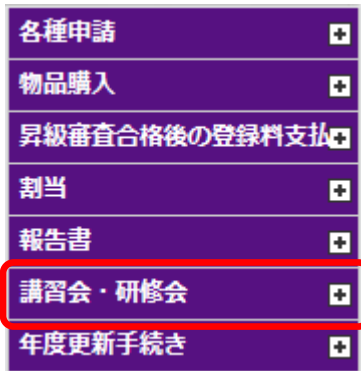 各種申請
物品購入
昇級審査合格後の登録料支払
割当
報告書
講習会・研修会
年度更新手続き